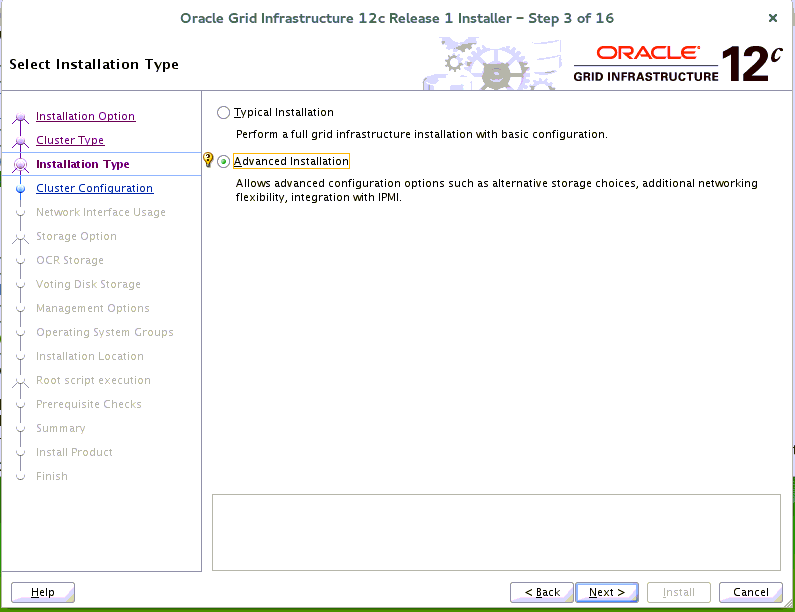 Oracle Grid Infrastructure 12c Release 1 Installer – Step 3 of 16
Select Installation Type
ORACLE
GRID INFRASTRUCTURE
12c
Installation Option
Cluster Type
Installation Type
Cluster Configuration
Network Interface Usage
Storage Option
OCR Storage
Voting Disk Storage
Management Options
Operating System Groups
Installation Location
Root script execution
Prerequisite Checks
Summary
Install Product
Finish
Typical Installation
Perform a full grid infrastructure installation with basic configuration.
Advanced Installation
Allows advanced configuration options such as alternative storage choices, additional networking
flexibility, integration with IPMI.
Help
< Back
Next >
Install
Cancel